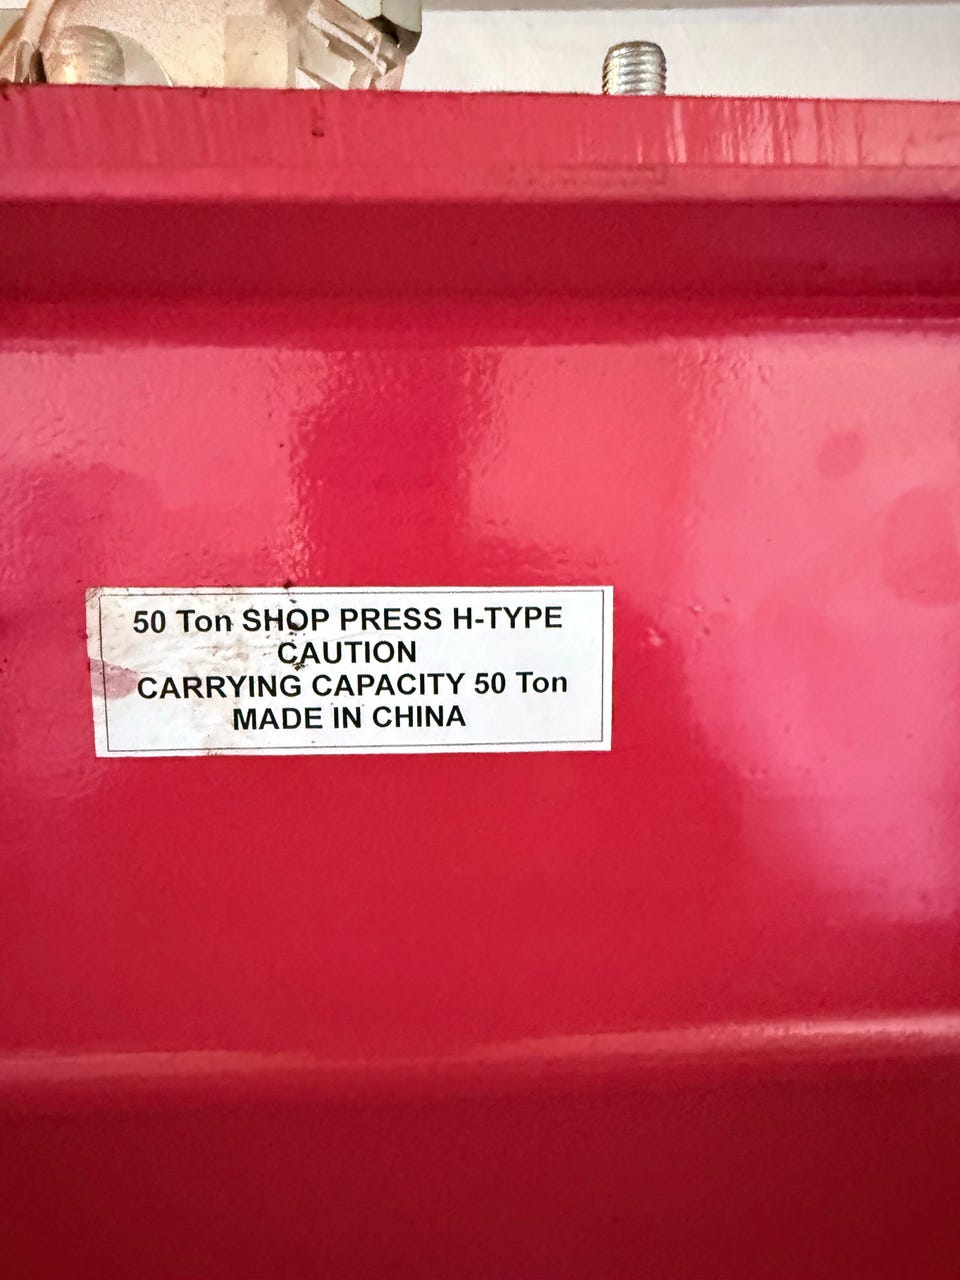 50 Ton SHOP PRESS H-TYPE
CAUTION
CARRYING CAPACITY 50 Ton
MADE IN CHINA